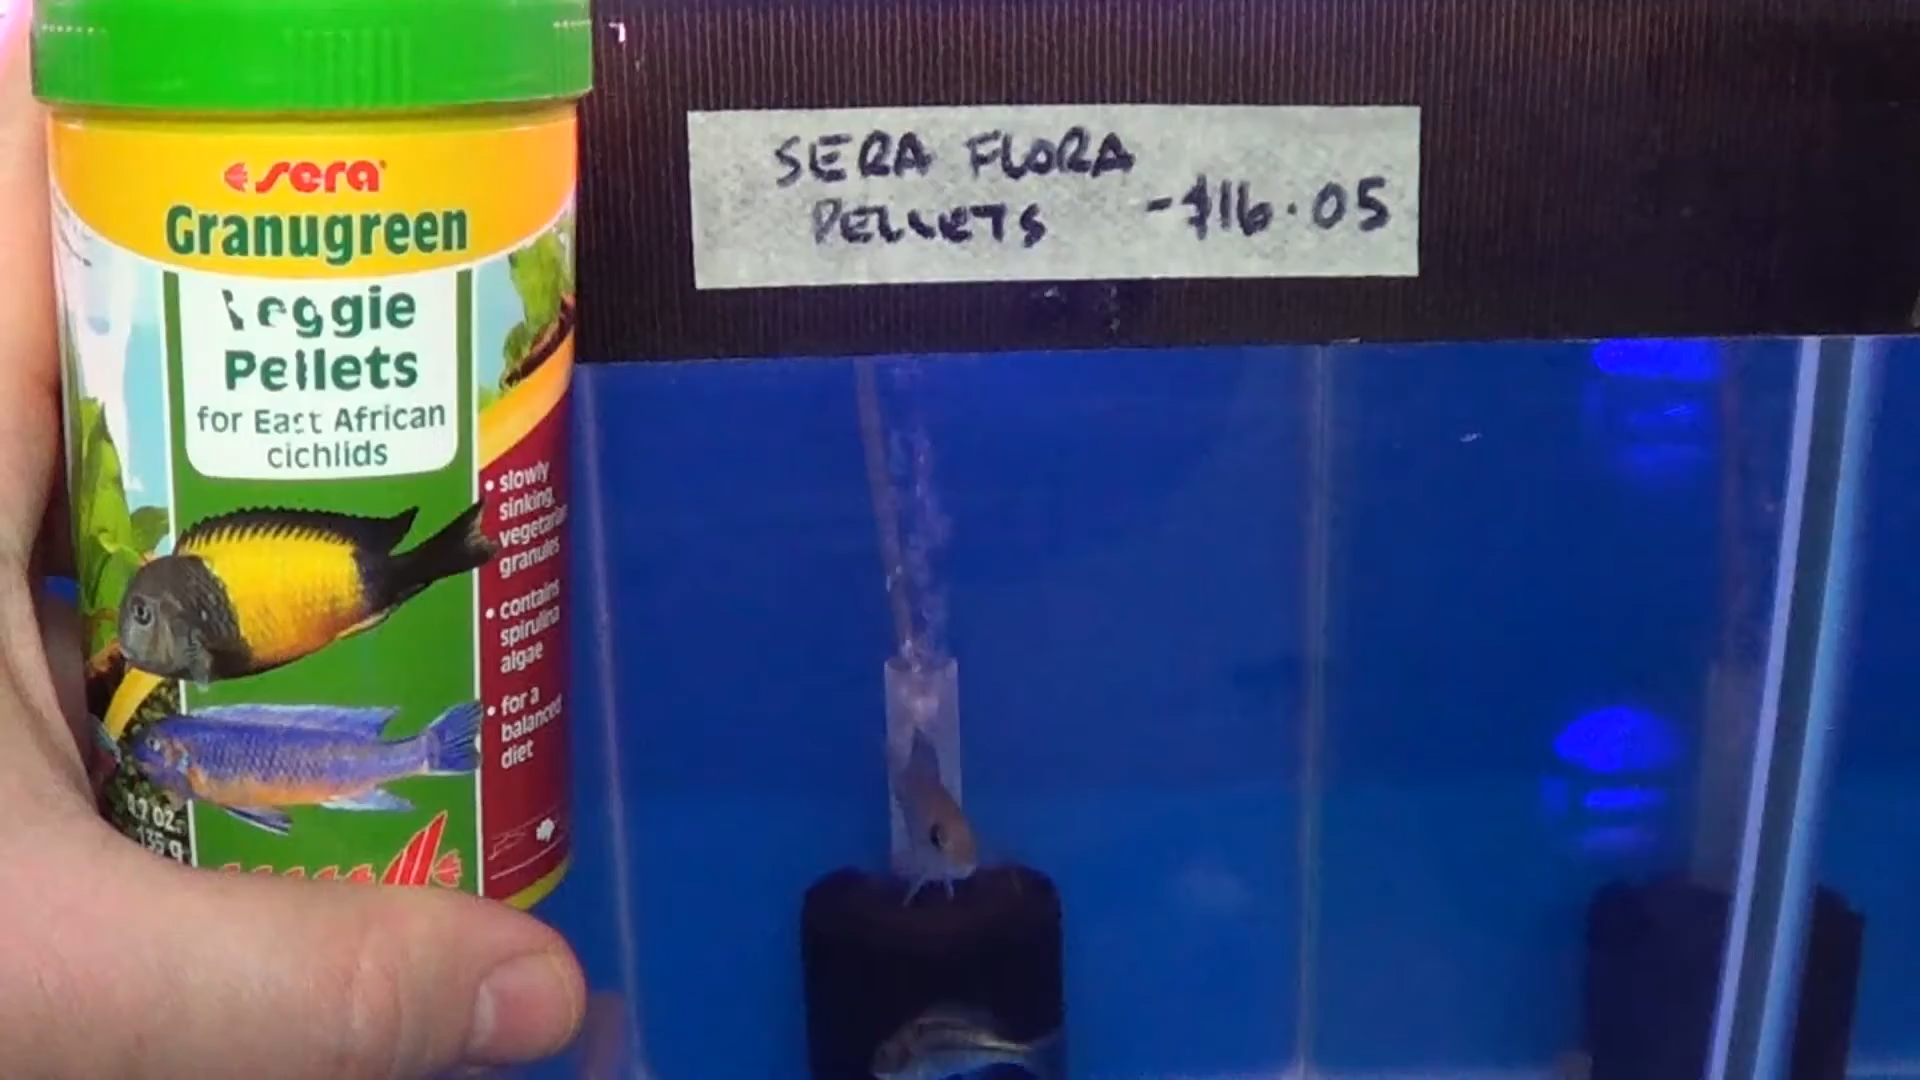 sera
Granugreen
Veggie
Pellets
for East African
cichlids
• slowly
sinking,
vegetarian
granules
• contains
spirulina
algae
• for a
balanced
diet
135 g
SERA FLORA
PELLETS -$16.05